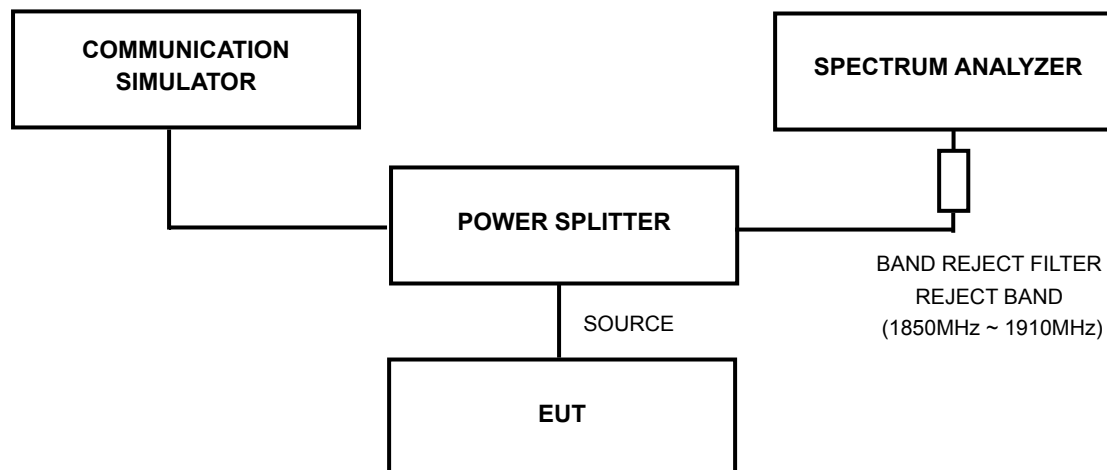 COMMUNICATION
SIMULATOR
SPECTRUM ANALYZER
POWER SPLITTER
BAND REJECT FILTER
REJECT BAND
(1850MHz ~ 1910MHz)
SOURCE
EUT